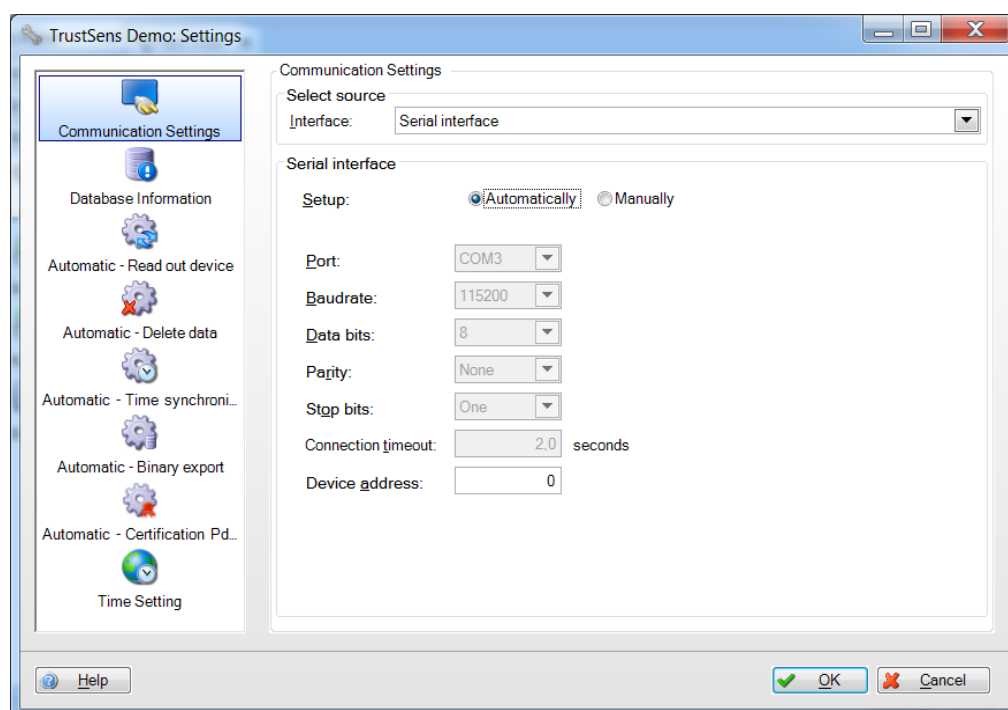 TrustSens Demo: Settings
Communication Settings
Database Information
Automatic - Read out device
Automatic - Delete data
Automatic - Time synchroni...
Automatic - Binary export
Automatic - Certification Pd...
Time Setting
Communication Settings
Select source
Interface: Serial interface
Serial interface
Setup: Automatically Manually
Port: COM3
Baudrate: 115200
Data bits: 8
Parity: None
Stop bits: One
Connection timeout: 2,0 seconds
Device address: 0
Help OK Cancel